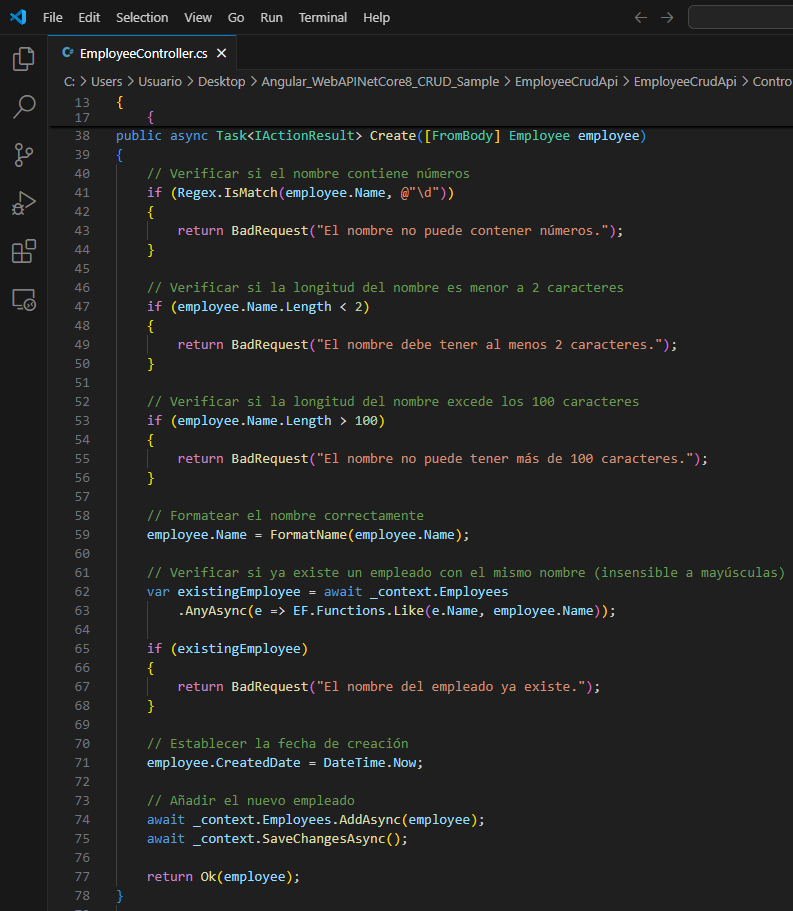 File Edit Selection View Go Run Terminal Help
C# EmployeeController.cs
C: > Users > Usuario > Desktop > Angular_WebAPINetCore8_CRUD_Sample > EmployeeCrudApi > EmployeeCrudApi > Contro
13 {
17 {
38 public async Task<IActionResult> Create([FromBody] Employee employee)
39 {
40 // Verificar si el nombre contiene números
41 if (Regex.IsMatch(employee.Name, @"\d"))
42 {
43 return BadRequest("El nombre no puede contener números.");
44 }
45
46 // Verificar si la longitud del nombre es menor a 2 caracteres
47 if (employee.Name.Length < 2)
48 {
49 return BadRequest("El nombre debe tener al menos 2 caracteres.");
50 }
51
52 // Verificar si la longitud del nombre excede los 100 caracteres
53 if (employee.Name.Length > 100)
54 {
55 return BadRequest("El nombre no puede tener más de 100 caracteres.");
56 }
57
58 // Formatear el nombre correctamente
59 employee.Name = FormatName(employee.Name);
60
61 // Verificar si ya existe un empleado con el mismo nombre (insensible a mayúsculas)
62 var existingEmployee = await _context.Employees
63 .AnyAsync(e => EF.Functions.Like(e.Name, employee.Name));
64
65 if (existingEmployee)
66 {
67 return BadRequest("El nombre del empleado ya existe.");
68 }
69
70 // Establecer la fecha de creación
71 employee.CreatedDate = DateTime.Now;
72
73 // Añadir el nuevo empleado
74 await _context.Employees.AddAsync(employee);
75 await _context.SaveChangesAsync();
76
77 return Ok(employee);
78 }